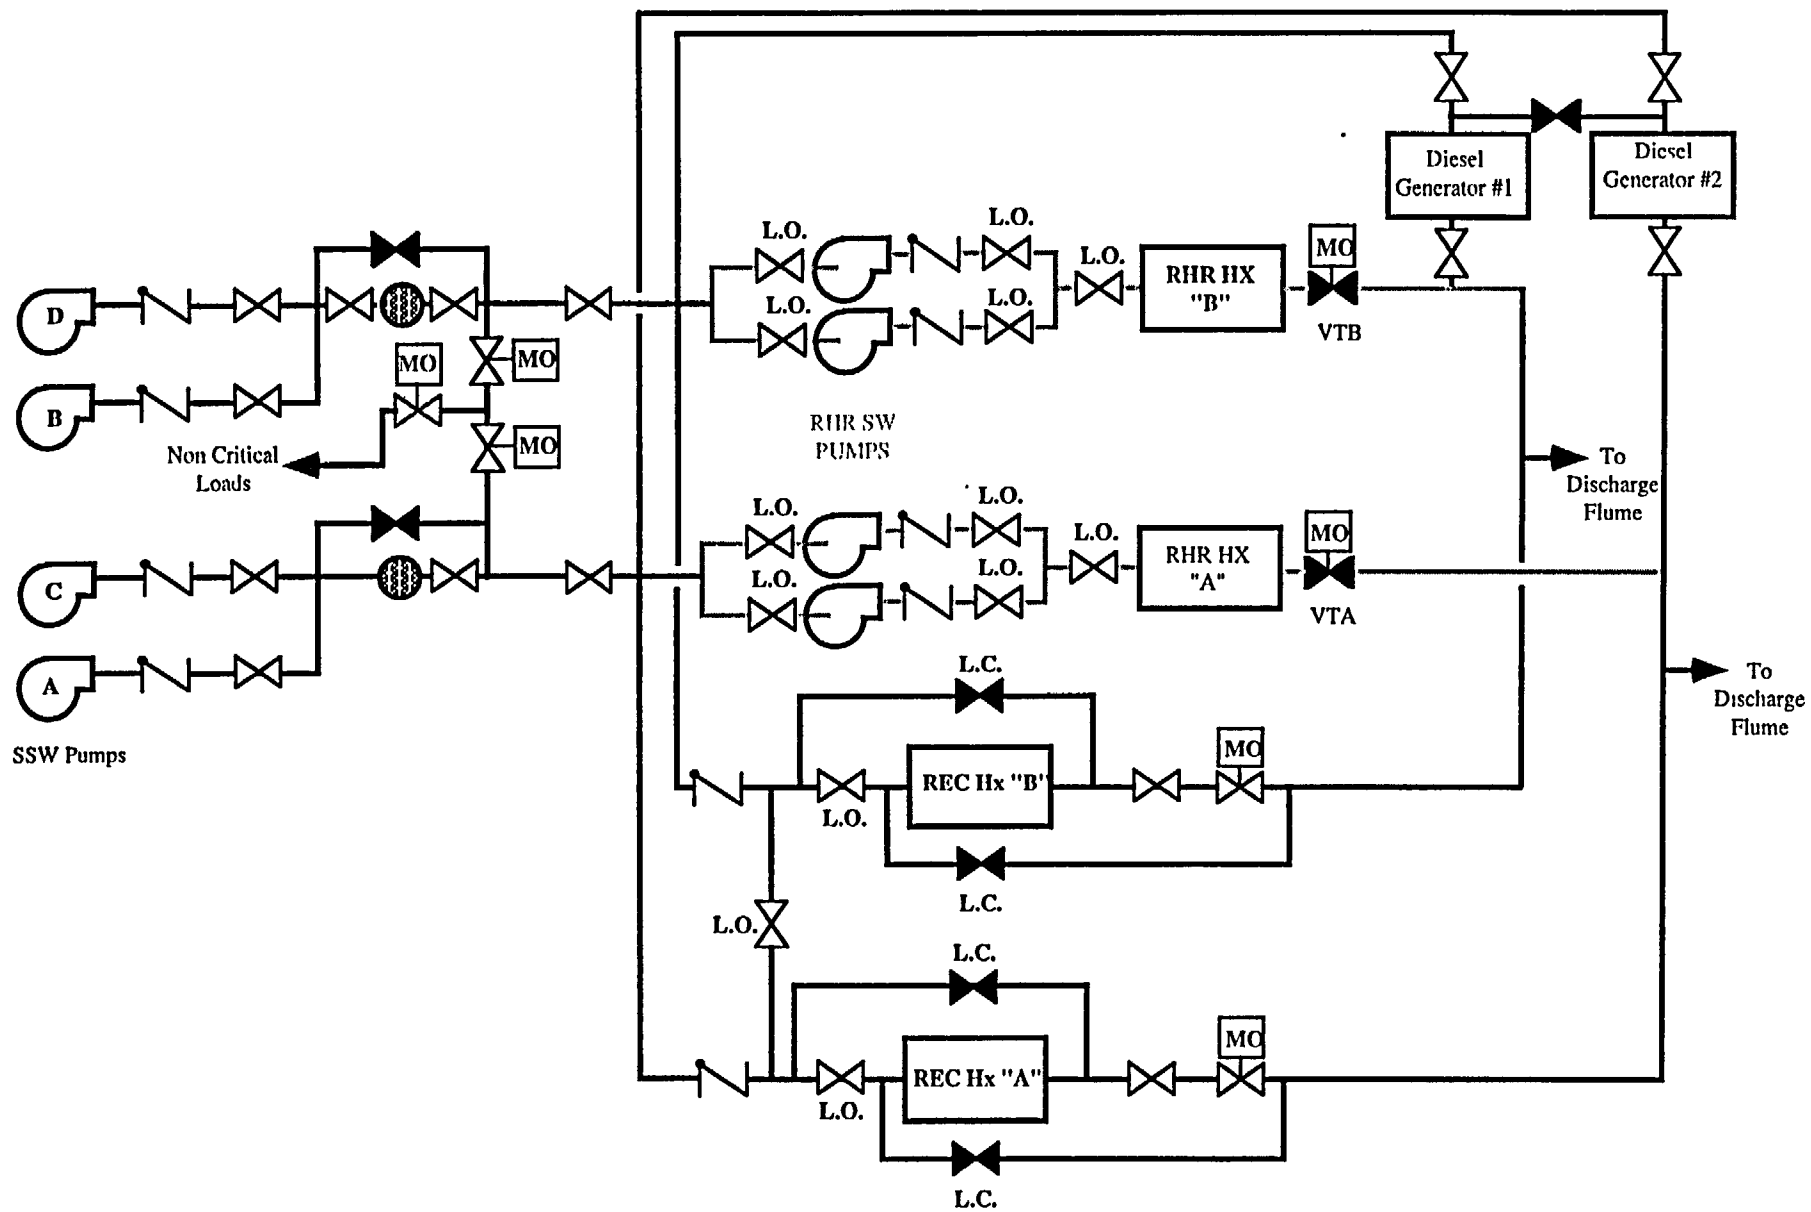 Diesel
Generator #1
Diesel
Generator #2
L.O.
L.O.
L.O.
MO
RHR HX
"B"
L.O.
L.O.
VTB
D
MO
MO
B
RHR SW
PUMPS
MO
Non Critical
Loads
To
Discharge
Flume
L.O.
L.O.
L.O.
MO
RHR HX
"A"
L.O.
L.O.
VTA
C
A
SSW Pumps
L.C.
To
Discharge
Flume
MO
REC Hx "B"
L.O.
L.C.
L.O.
L.C.
MO
REC Hx "A"
L.O.
L.C.